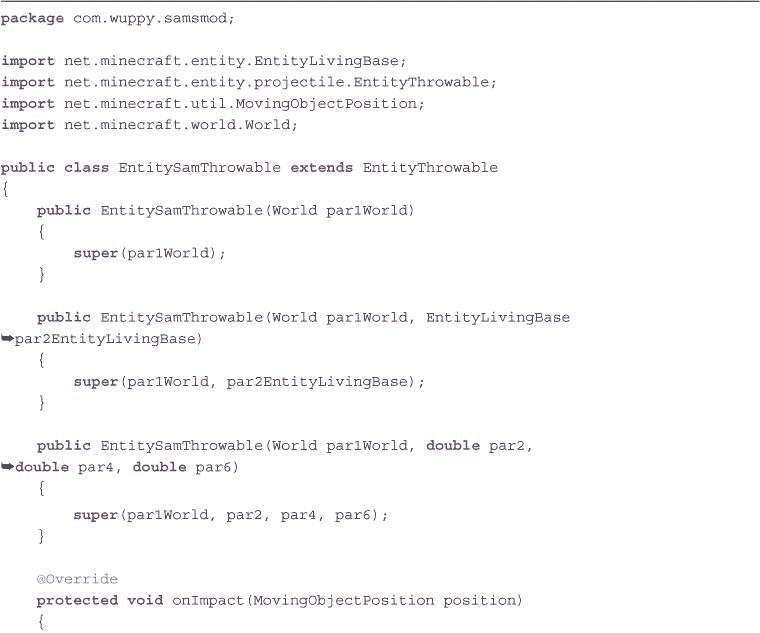 package com.wuppy.samsmod;
import net.minecraft.entity.EntityLivingBase;
import net.minecraft.entity.projectile.EntityThrowable;
import net.minecraft.util.MovingObjectPosition;
import net.minecraft.world.World;
public class EntitySamThrowable extends EntityThrowable
{
    public EntitySamThrowable(World par1World)
    {
        super(par1World);
    }
    public EntitySamThrowable(World par1World, EntityLivingBase
➥par2EntityLivingBase)
    {
        super(par1World, par2EntityLivingBase);
    }
    public EntitySamThrowable(World par1World, double par2,
➥double par4, double par6)
    {
        super(par1World, par2, par4, par6);
    }
    @Override
    protected void onImpact(MovingObjectPosition position)
    {